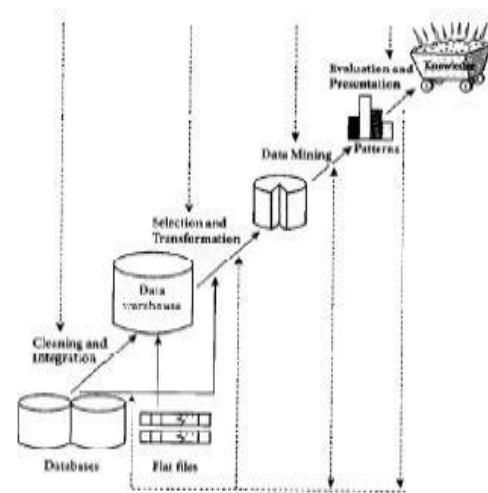 Evaluation and
Presentation
Knowledge
Patterns
Data Mining
Selection and
Transformation
Data
warehouse
Cleaning and
Integration
Databases
Flat files